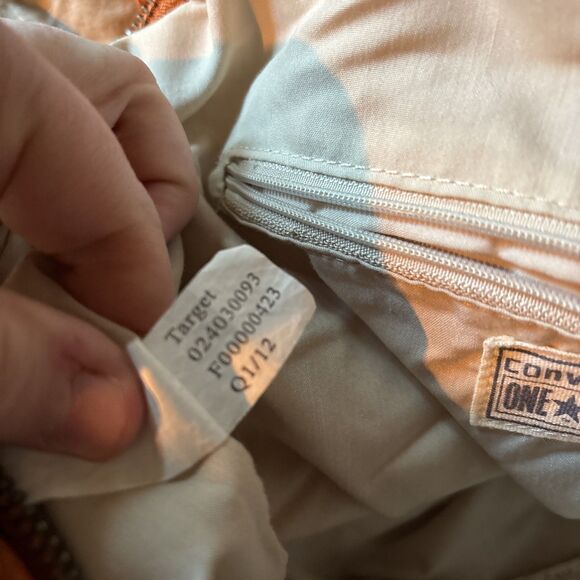 Target
024030093
F00000423
Q1/12
CONV
ONE★